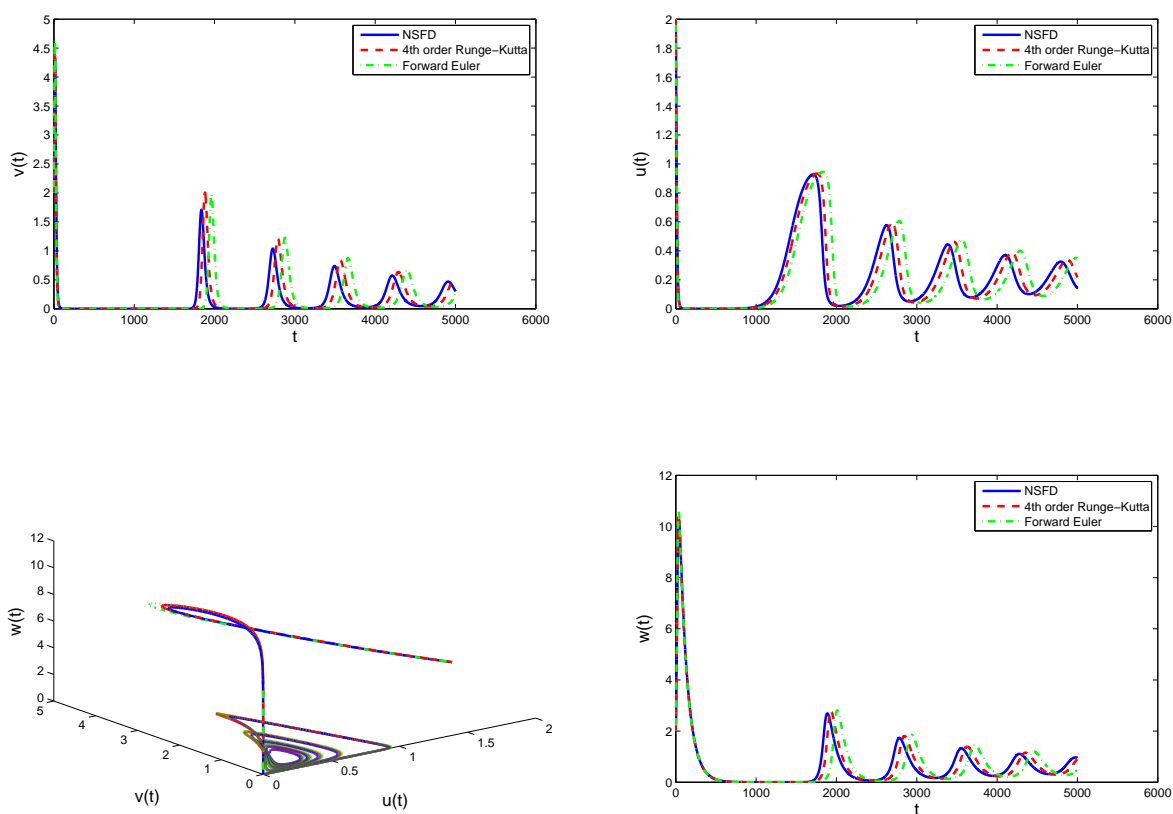 5
4.5
4
3.5
3
2.5
2
1.5
1
0.5
0
v(t)
0 1000 2000 3000 4000 5000 6000
t
NSFD
4th order Runge−Kutta
Forward Euler
2
1.8
1.6
1.4
1.2
1
0.8
0.6
0.4
0.2
0
u(t)
0 1000 2000 3000 4000 5000 6000
t
NSFD
4th order Runge−Kutta
Forward Euler
12
10
8
6
4
2
0
w(t)
5
4
3
2
1
0
v(t)
0
0.5
1
1.5
2
u(t)
12
10
8
6
4
2
0
w(t)
0 1000 2000 3000 4000 5000 6000
t
NSFD
4th order Runge−Kutta
Forward Euler